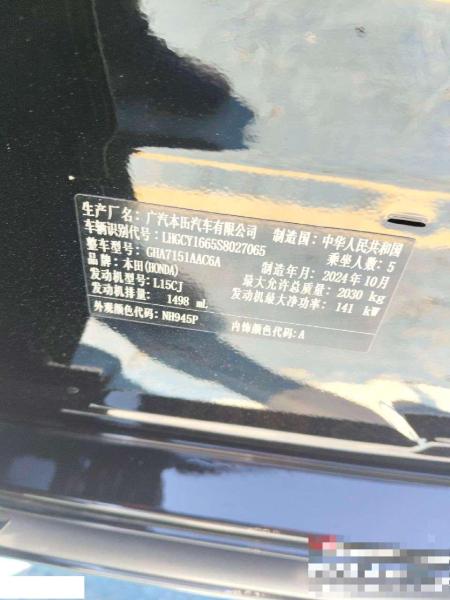 生产厂名：广汽本田汽车有限公司 制造国：中华人民共和国
车辆识别代号：LHGCY1665S8027065 乘坐人数：5
整车型号：GHA7151AAC6A 制造年月：2024年10月
品牌：本田(HONDA) 最大允许总质量：2030 kg
发动机型号：L15CJ 发动机最大净功率：141 kW
发动机排量：1498 mL
外观颜色代码：NH945P 内饰颜色代码：A